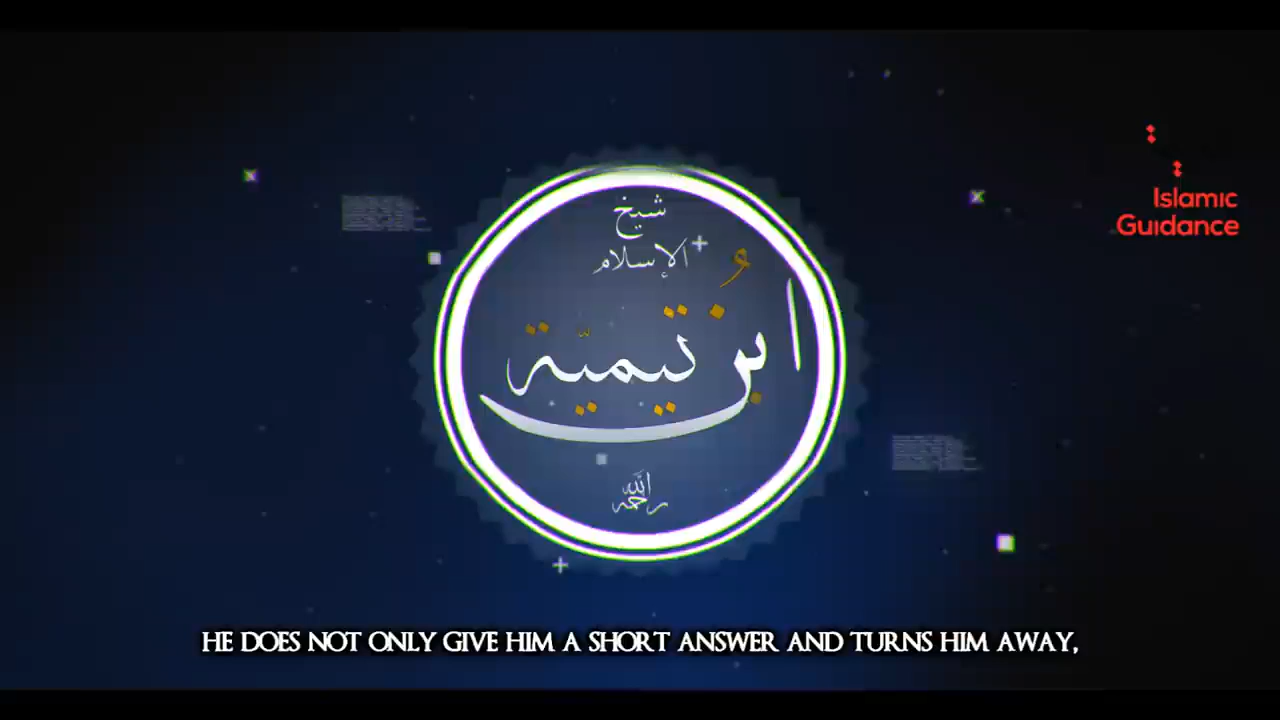 شيخ
الإسلام
ابنُ تيميّة
رحمه الله
Islamic
Guidance
HE DOES NOT ONLY GIVE HIM A SHORT ANSWER AND TURNS HIM AWAY,